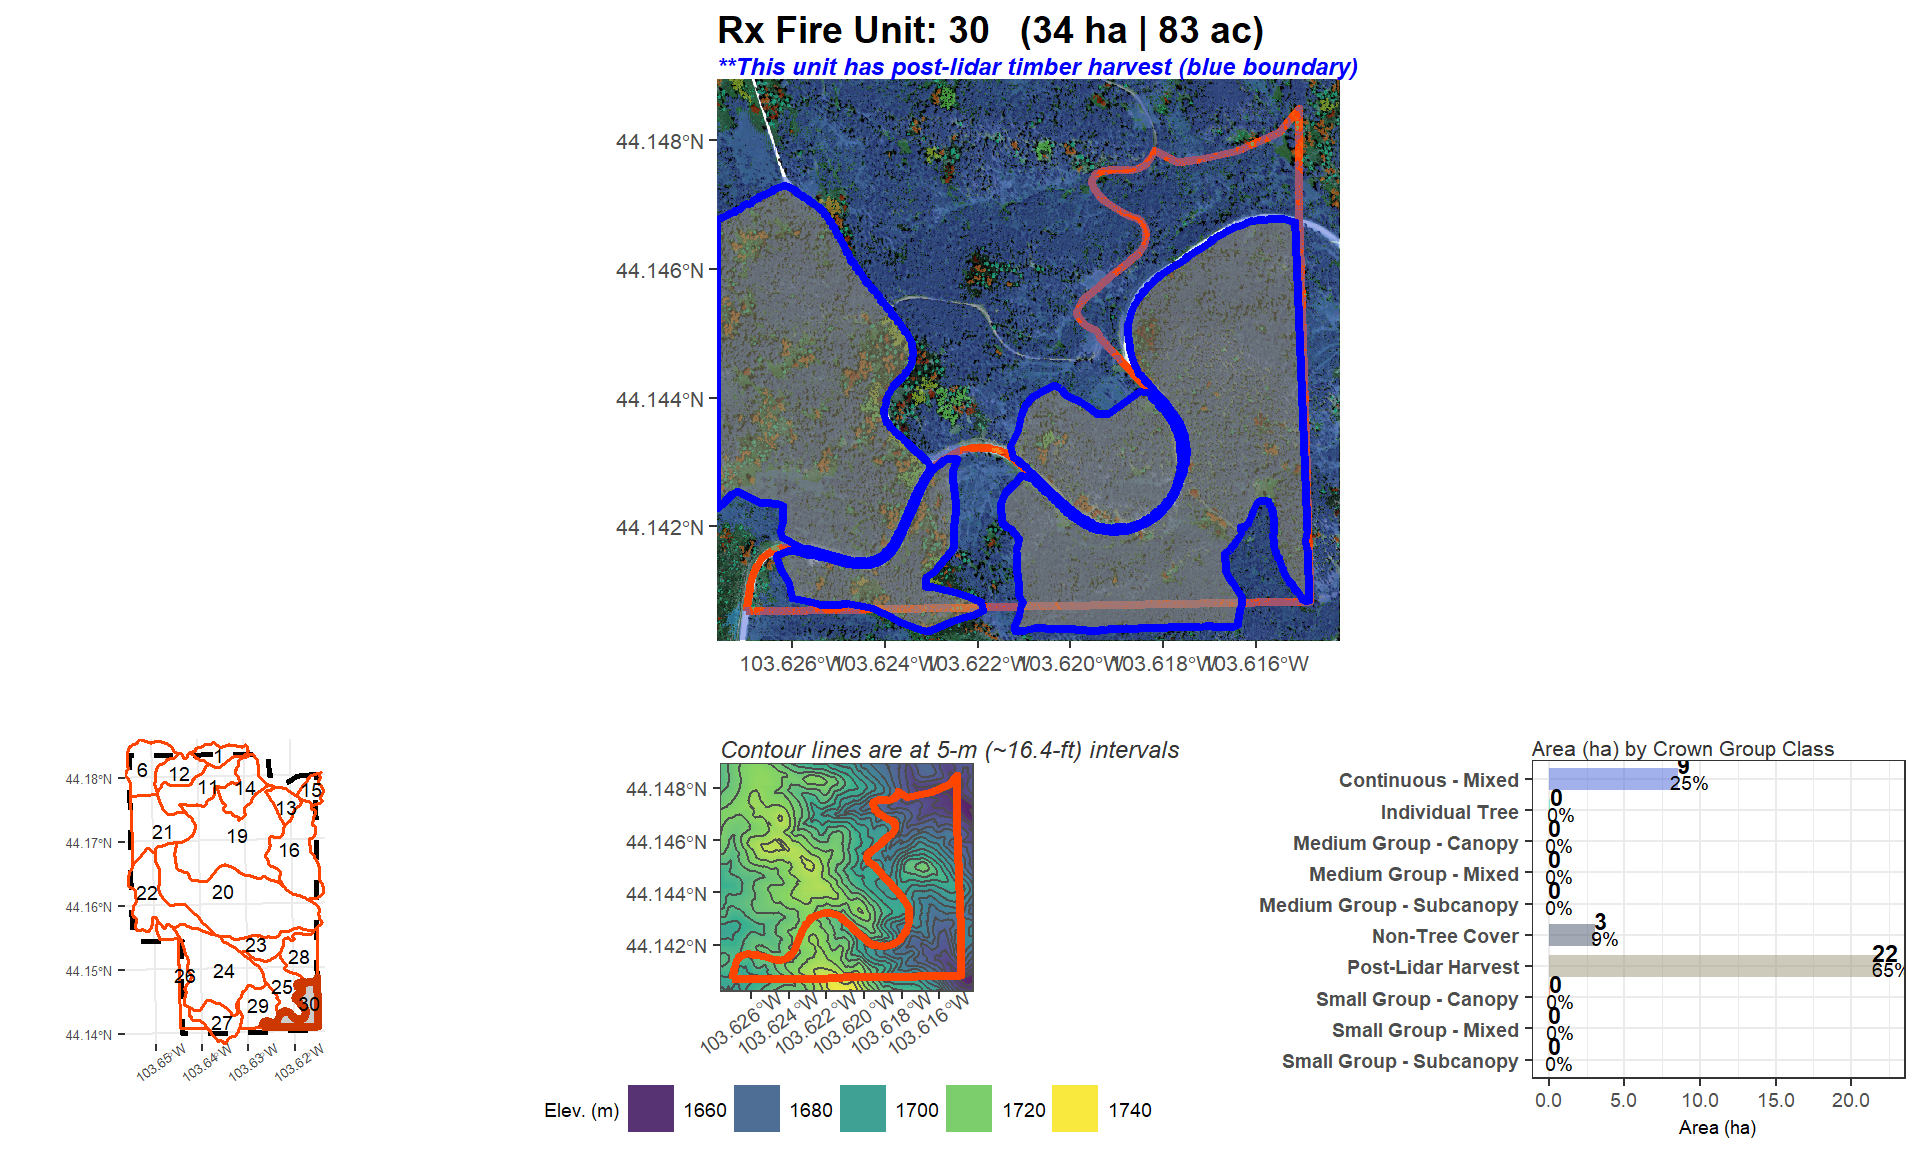 Rx Fire Unit: 30 (34 ha | 83 ac)
**This unit has post-lidar timber harvest (blue boundary)
44.148°N
44.146°N
44.144°N
44.142°N
103.626°W 103.624°W 103.622°W 103.620°W 103.618°W 103.616°W
44.18°N
44.17°N
44.16°N
44.15°N
44.14°N
1
6
12
11
14
15
13
21
19
16
22
20
23
28
24
26
25
30
29
27
103.65°W 103.64°W 103.63°W 103.62°W
Contour lines are at 5-m (~16.4-ft) intervals
44.148°N
44.146°N
44.144°N
44.142°N
103.626°W 103.624°W 103.622°W 103.620°W 103.618°W 103.616°W
Elev. (m) 1660 1680 1700 1720 1740
Area (ha) by Crown Group Class
Continuous - Mixed 9 25%
Individual Tree 0 0%
Medium Group - Canopy 0 0%
Medium Group - Mixed 0 0%
Medium Group - Subcanopy 0 0%
Non-Tree Cover 3 9%
Post-Lidar Harvest 22 65%
Small Group - Canopy 0 0%
Small Group - Mixed 0 0%
Small Group - Subcanopy 0 0%
0.0 5.0 10.0 15.0 20.0
Area (ha)